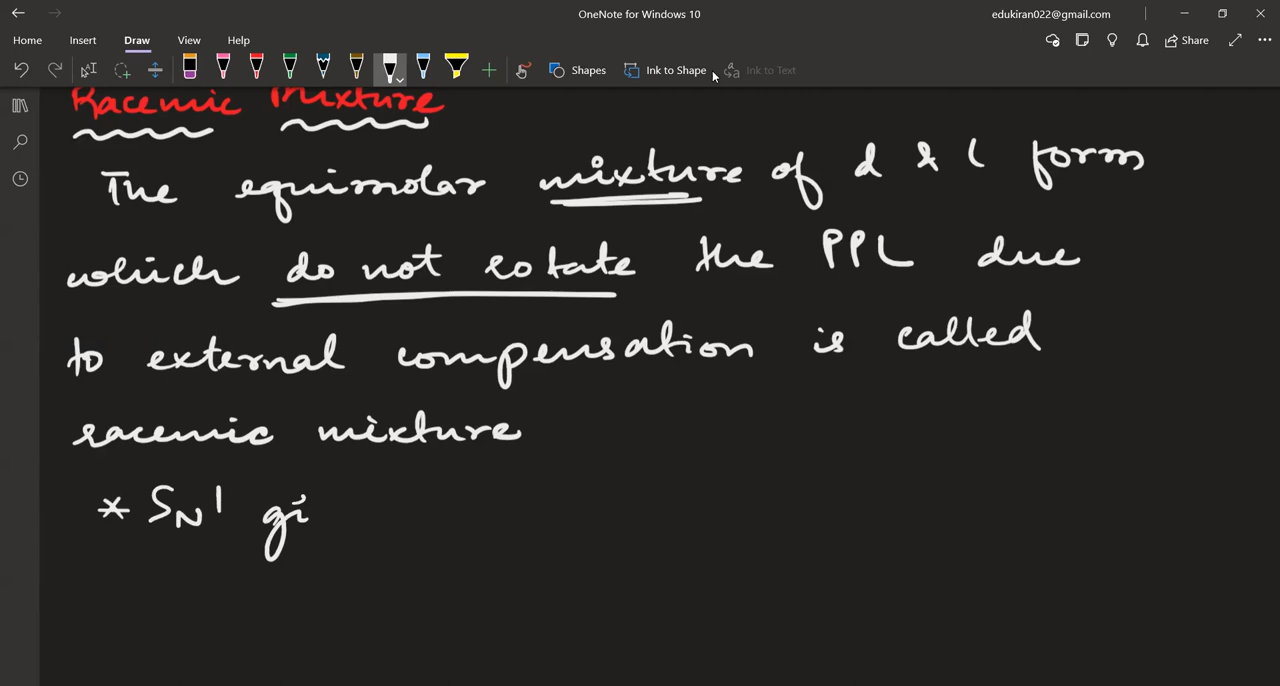 OneNote for Windows 10
edukiran022@gmail.com
Home Insert Draw View Help
Share
Shapes Ink to Shape Ink to Text
Racemic Mixture
The equimolar mixture of d & l form
which do not rotate the PPL due
to external compensation is called
racemic mixture
* SN1 gi